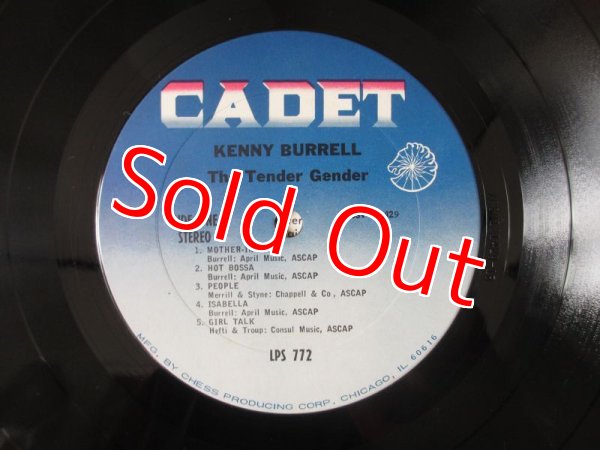 CADET
KENNY BURRELL
The Tender Gender
Sold Out
STEREO
1. MOTHER-
Burrell: April Music, ASCAP
2. HOT BOSSA
Burrell: April Music, ASCAP
3. PEOPLE
Merrill & Styne: Chappell & Co, ASCAP
4. ISABELLA
Burrell: April Music, ASCAP
5. GIRL TALK
Hefti & Troup: Consul Music, ASCAP
LPS 772
MFG. BY CHESS PRODUCING CORP. CHICAGO, IL 60616